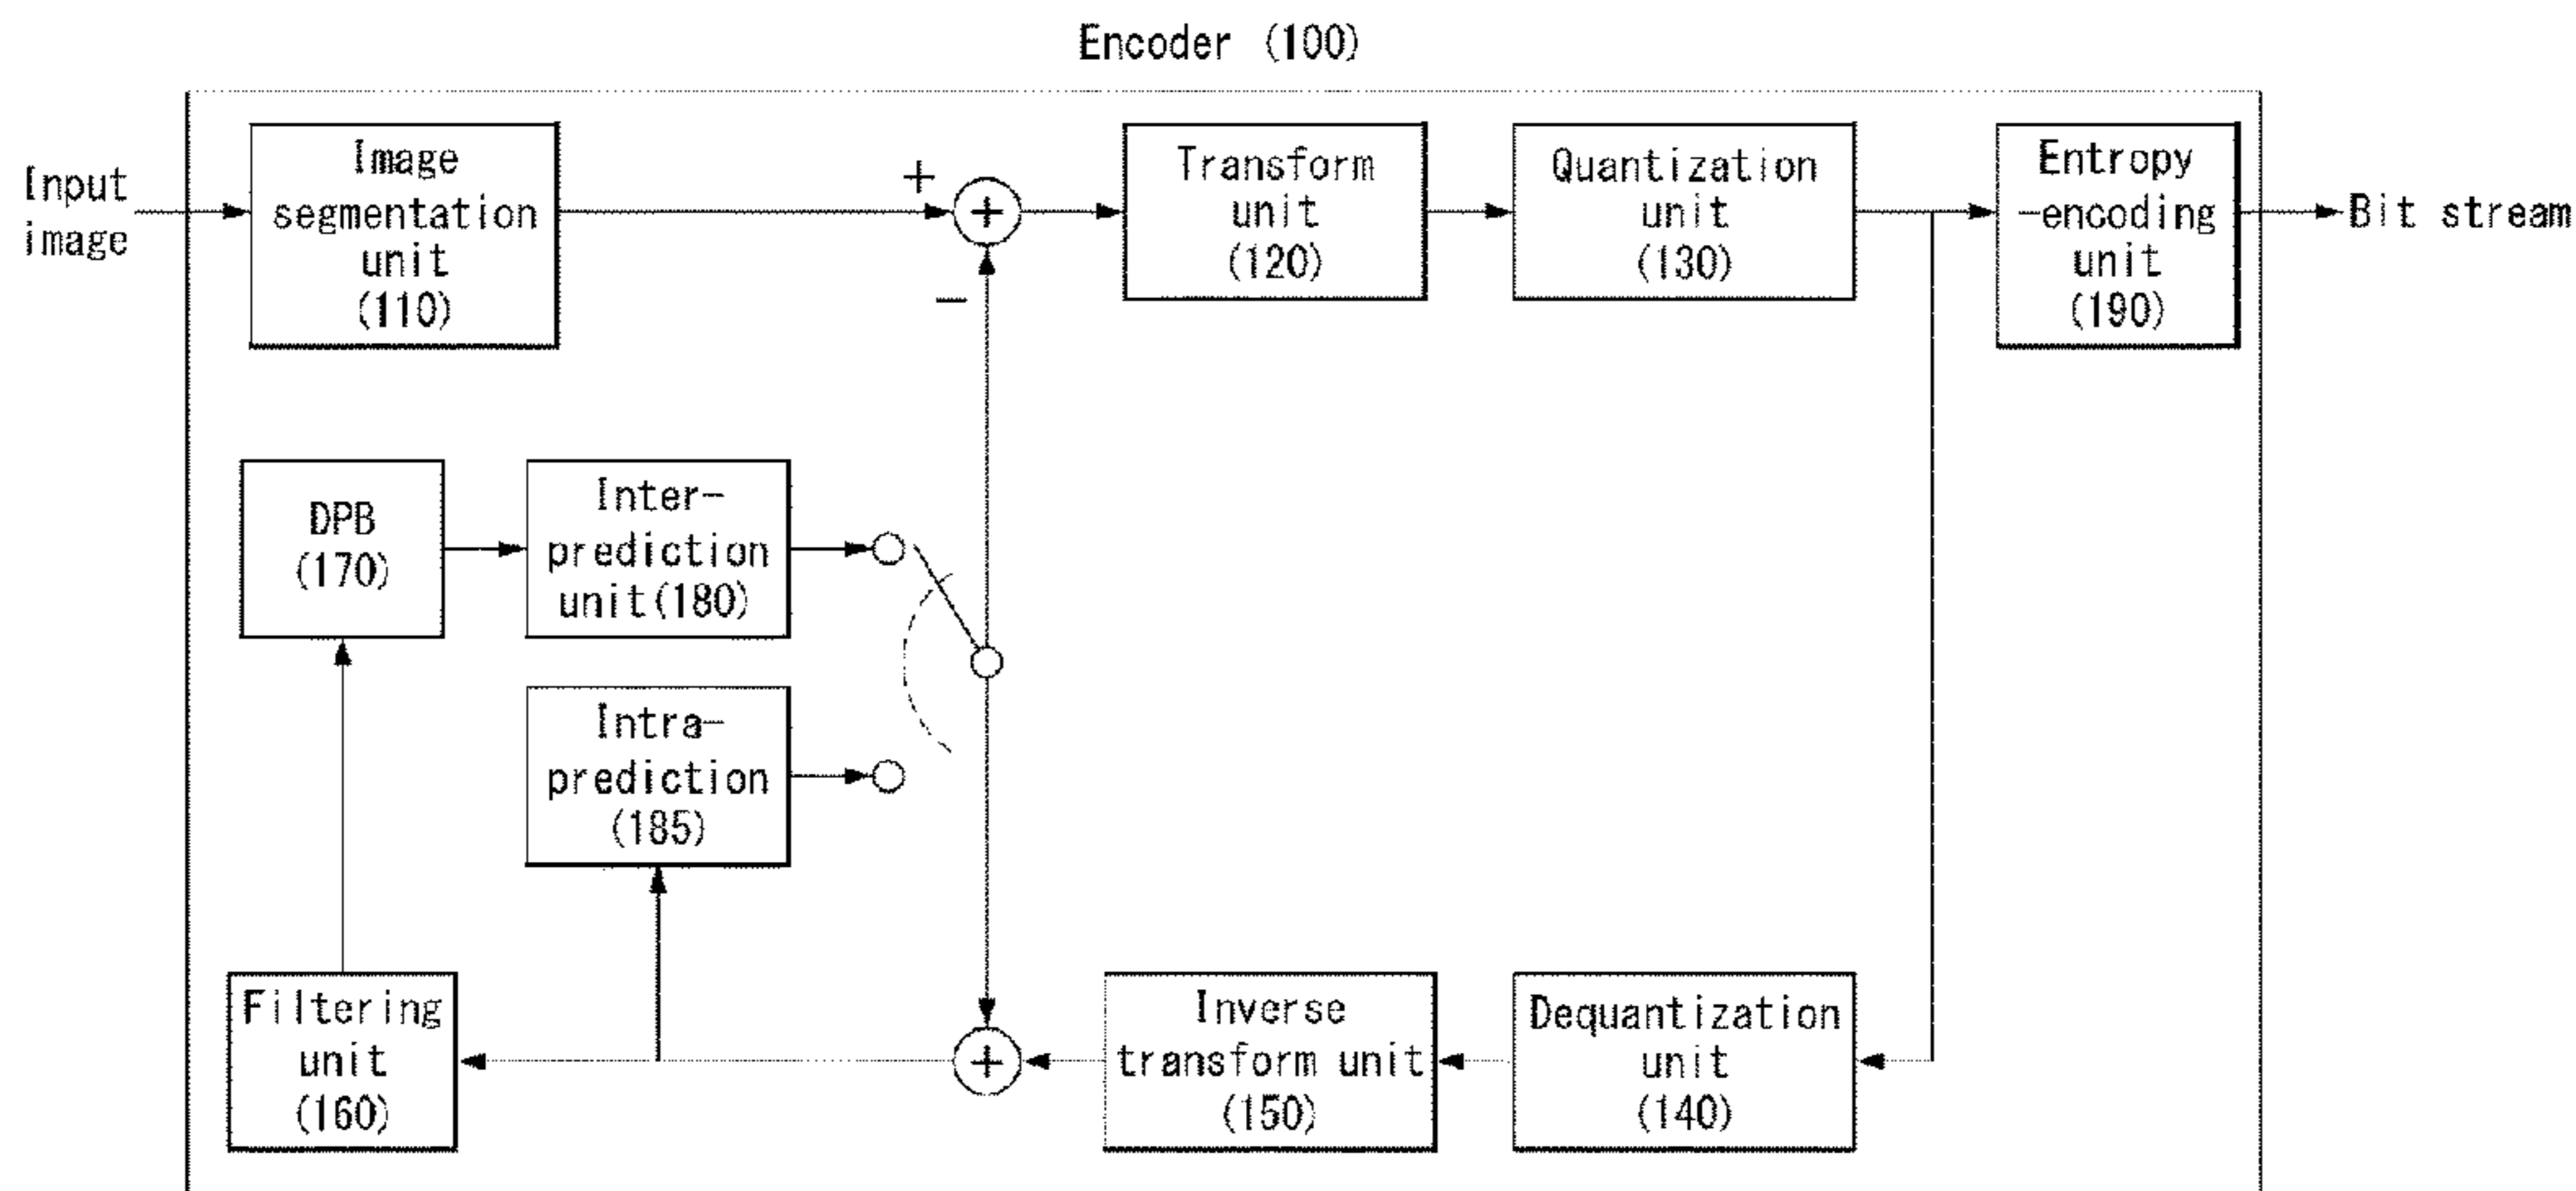 Encoder (100)
Input
image
Image
segmentation
unit
(110)
+
+
−
Transform
unit
(120)
Quantization
unit
(130)
Entropy
-encoding
unit
(190)
Bit stream
DPB
(170)
Inter-
prediction
unit(180)
Intra-
prediction
(185)
Filtering
unit
(160)
+
Inverse
transform unit
(150)
Dequantization
unit
(140)